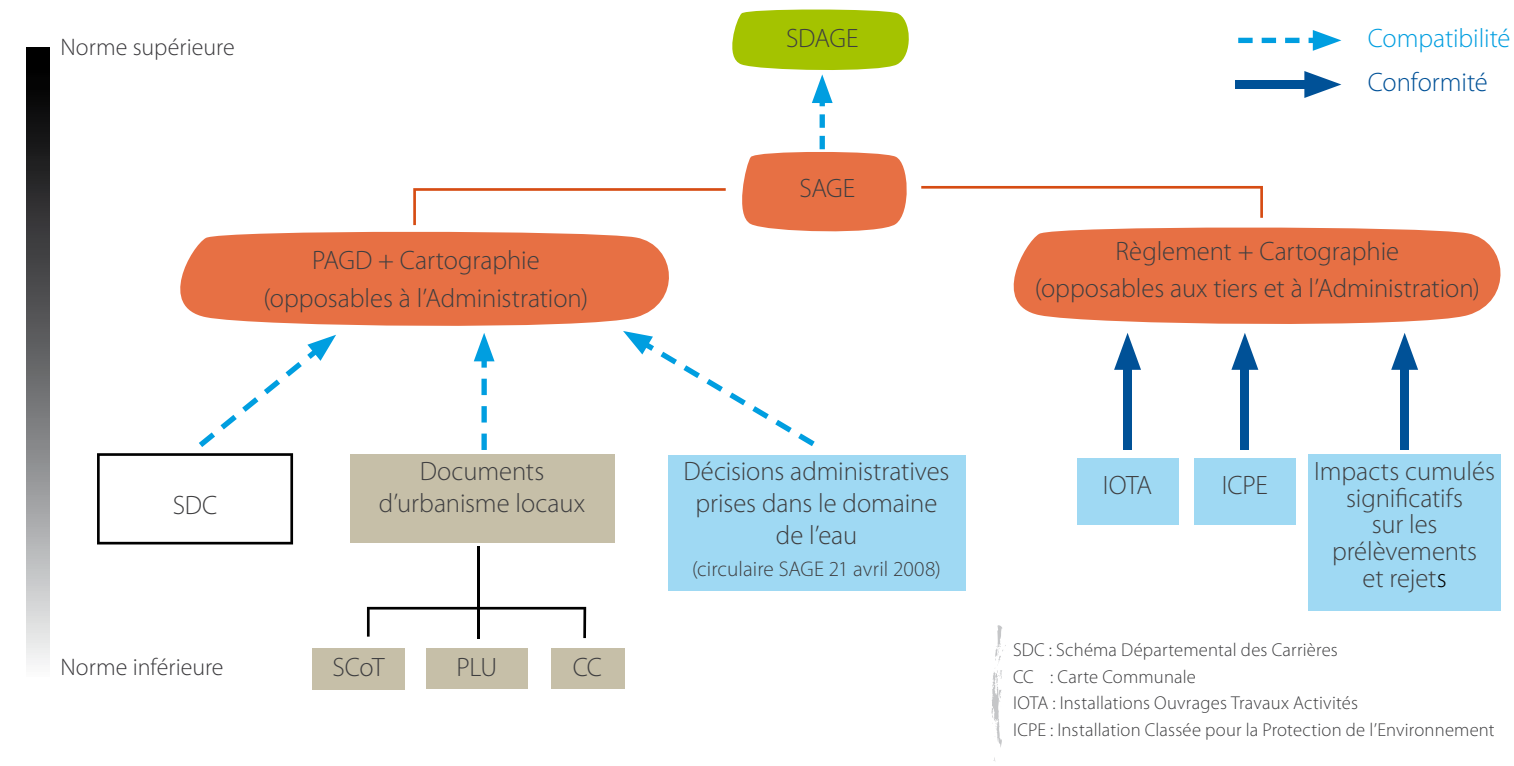 Norme supérieure
SDAGE
Compatibilité
Conformité
SAGE
PAGD + Cartographie
(opposables à l'Administration)
Règlement + Cartographie
(opposables aux tiers et à l'Administration)
SDC
Documents
d'urbanisme locaux
Décisions administratives
prises dans le domaine
de l'eau
(circulaire SAGE 21 avril 2008)
IOTA
ICPE
Impacts cumulés
significatifs
sur les
prélèvements
et rejets
Norme inférieure
SCoT
PLU
CC
SDC : Schéma Départemental des Carrières
CC : Carte Communale
IOTA : Installations Ouvrages Travaux Activités
ICPE : Installation Classée pour la Protection de l'Environnement